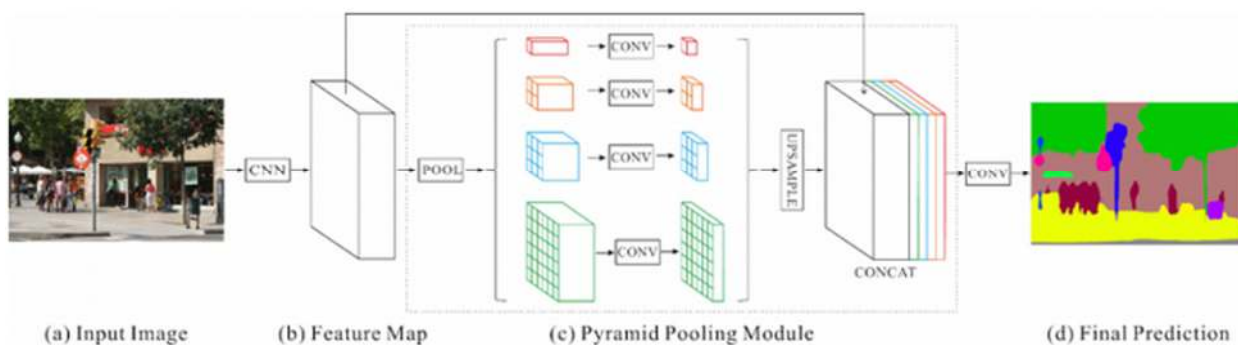 CONV
CONV
CNN
POOL
CONV
UPSAMPLE
CONV
CONV
CONCAT
(a) Input Image
(b) Feature Map
(c) Pyramid Pooling Module
(d) Final Prediction